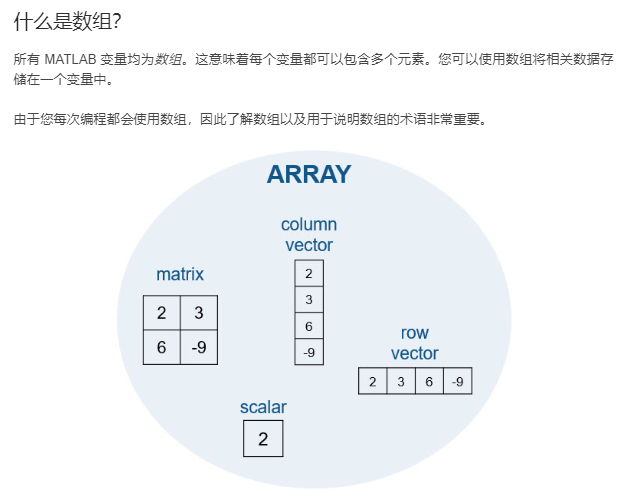 什么是数组?
所有 MATLAB 变量均为数组。这意味着每个变量都可以包含多个元素。您可以使用数组将相关数据存
储在一个变量中。
由于您每次编程都会使用数组，因此了解数组以及用于说明数组的术语非常重要。
ARRAY
column
vector
2
3
6
-9
matrix
2 3
6 -9
row
vector
2 3 6 -9
scalar
2